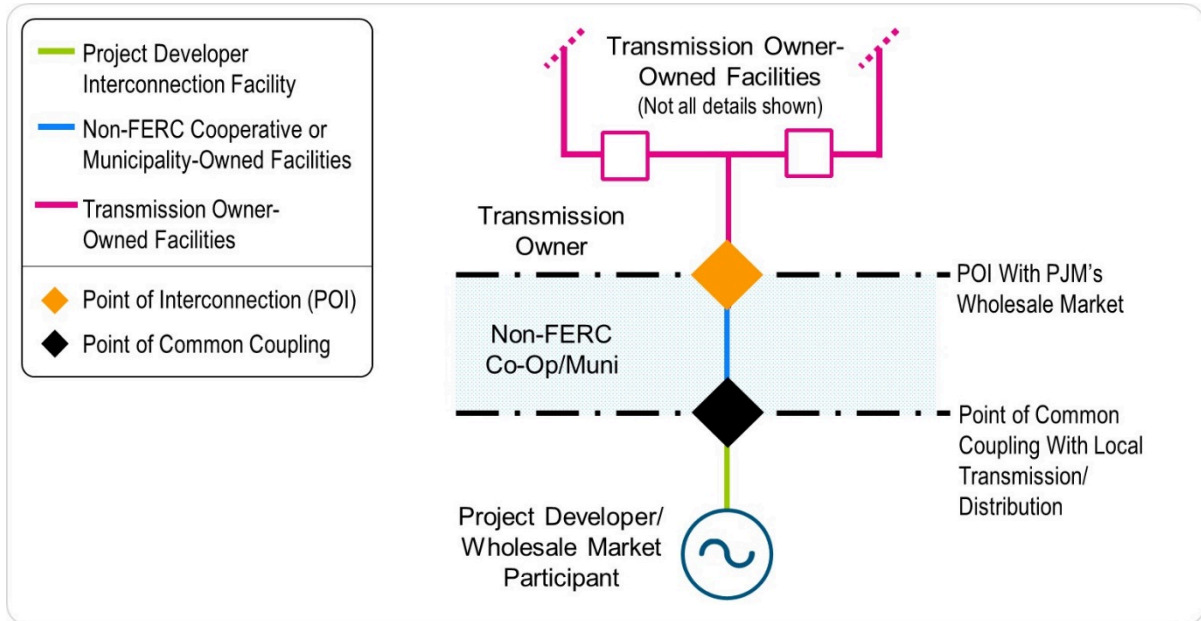 Project Developer
Interconnection Facility
Non-FERC Cooperative or
Municipality-Owned Facilities
Transmission Owner-
Owned Facilities
Point of Interconnection (POI)
Point of Common Coupling
Transmission Owner-
Owned Facilities
(Not all details shown)
Transmission
Owner
POI With PJM's
Wholesale Market
Non-FERC
Co-Op/Muni
Point of Common
Coupling With Local
Transmission/
Distribution
Project Developer/
Wholesale Market
Participant